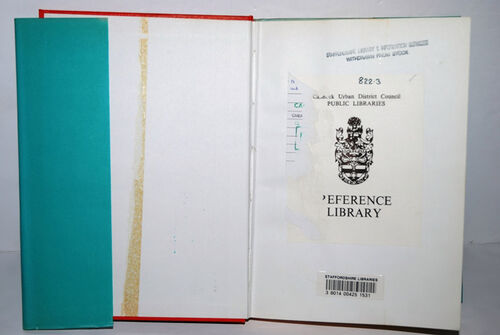 STAFFORDSHIRE LIBRARY & INFORMATION SERVICES
WITHDRAWN FROM STOCK
822.3
Urban District Council
PUBLIC LIBRARIES
EFERENCE
LIBRARY
STAFFORDSHIRE LIBRARIES
3 8014 00425 1531